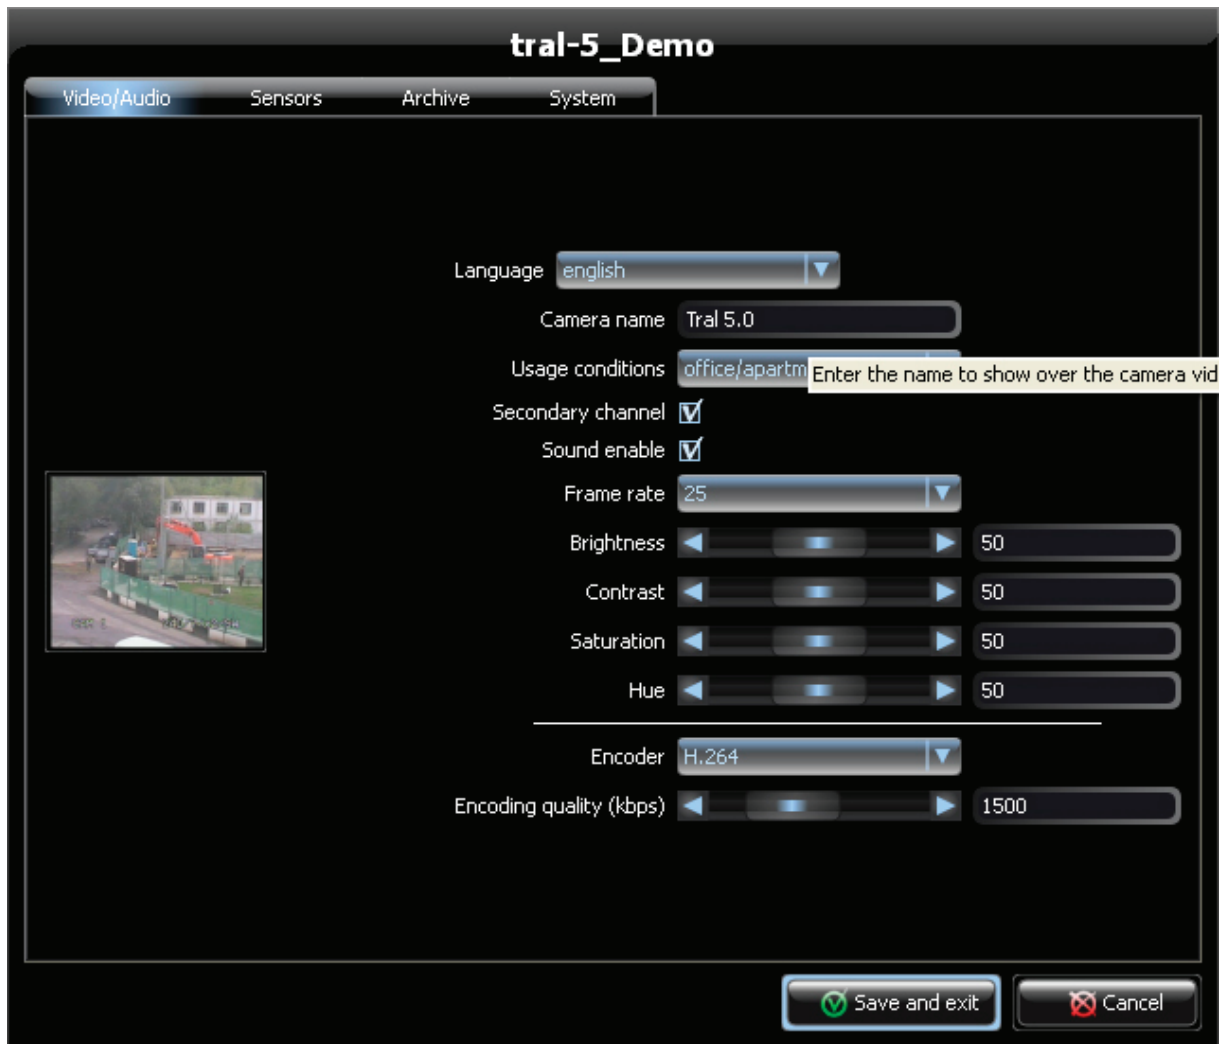 tral-5_Demo
Video/Audio Sensors Archive System
Language english
Camera name Tral 5.0
Usage conditions office/apartm
Enter the name to show over the camera vid
Secondary channel
Sound enable
Frame rate 25
Brightness 50
Contrast 50
Saturation 50
Hue 50
CAM 1
Encoder H.264
Encoding quality (kbps) 1500
Save and exit Cancel